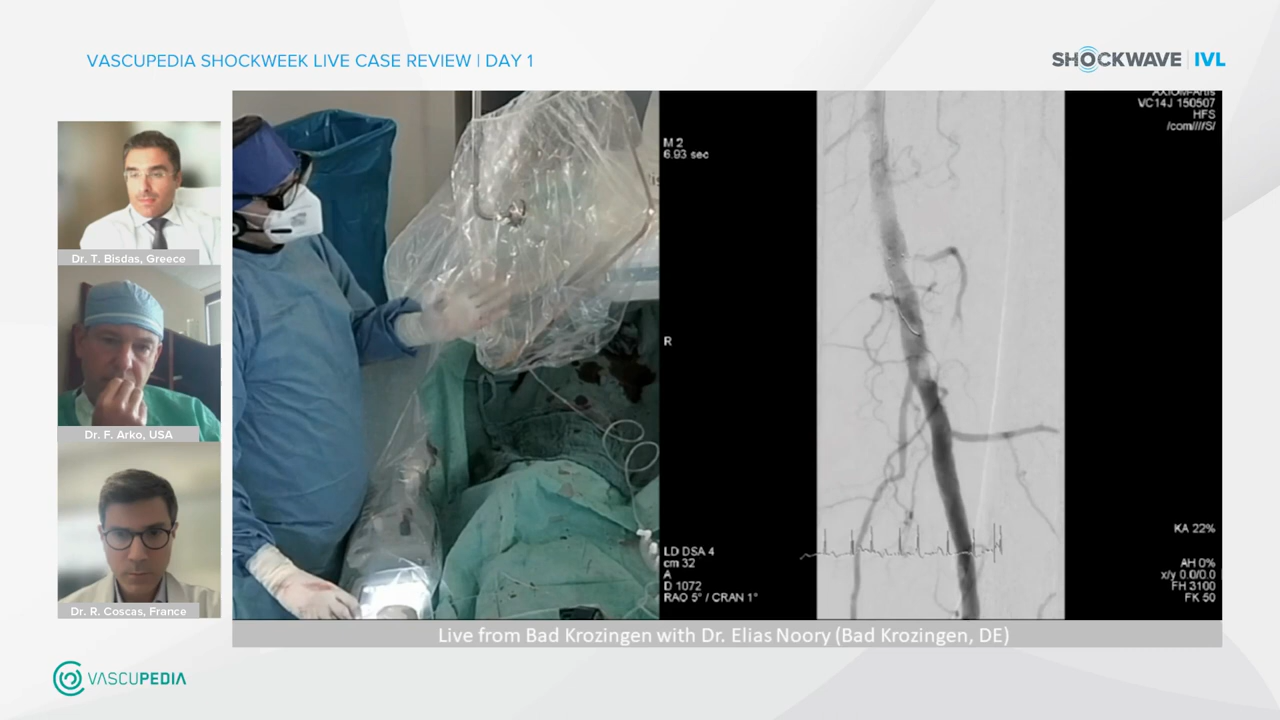 VASCUPEDIA SHOCKWEEK LIVE CASE REVIEW | DAY 1
SHOCKWAVE | IVL
Dr. T. Bisdas, Greece
Dr. F. Arko, USA
Dr. R. Coscas, France
M 2
6.93 sec
R
LD DSA 4
cm 32
A
D 1072
RAO 5° / CRAN 1°
AXIOM-Artis
VC14J 150507
HFS
/com////S/
KA 22%
AH 0%
x/y 0.0/0.0
FH 3100
FK 50
Live from Bad Krozingen with Dr. Elias Noory (Bad Krozingen, DE)
VASCUPEDIA